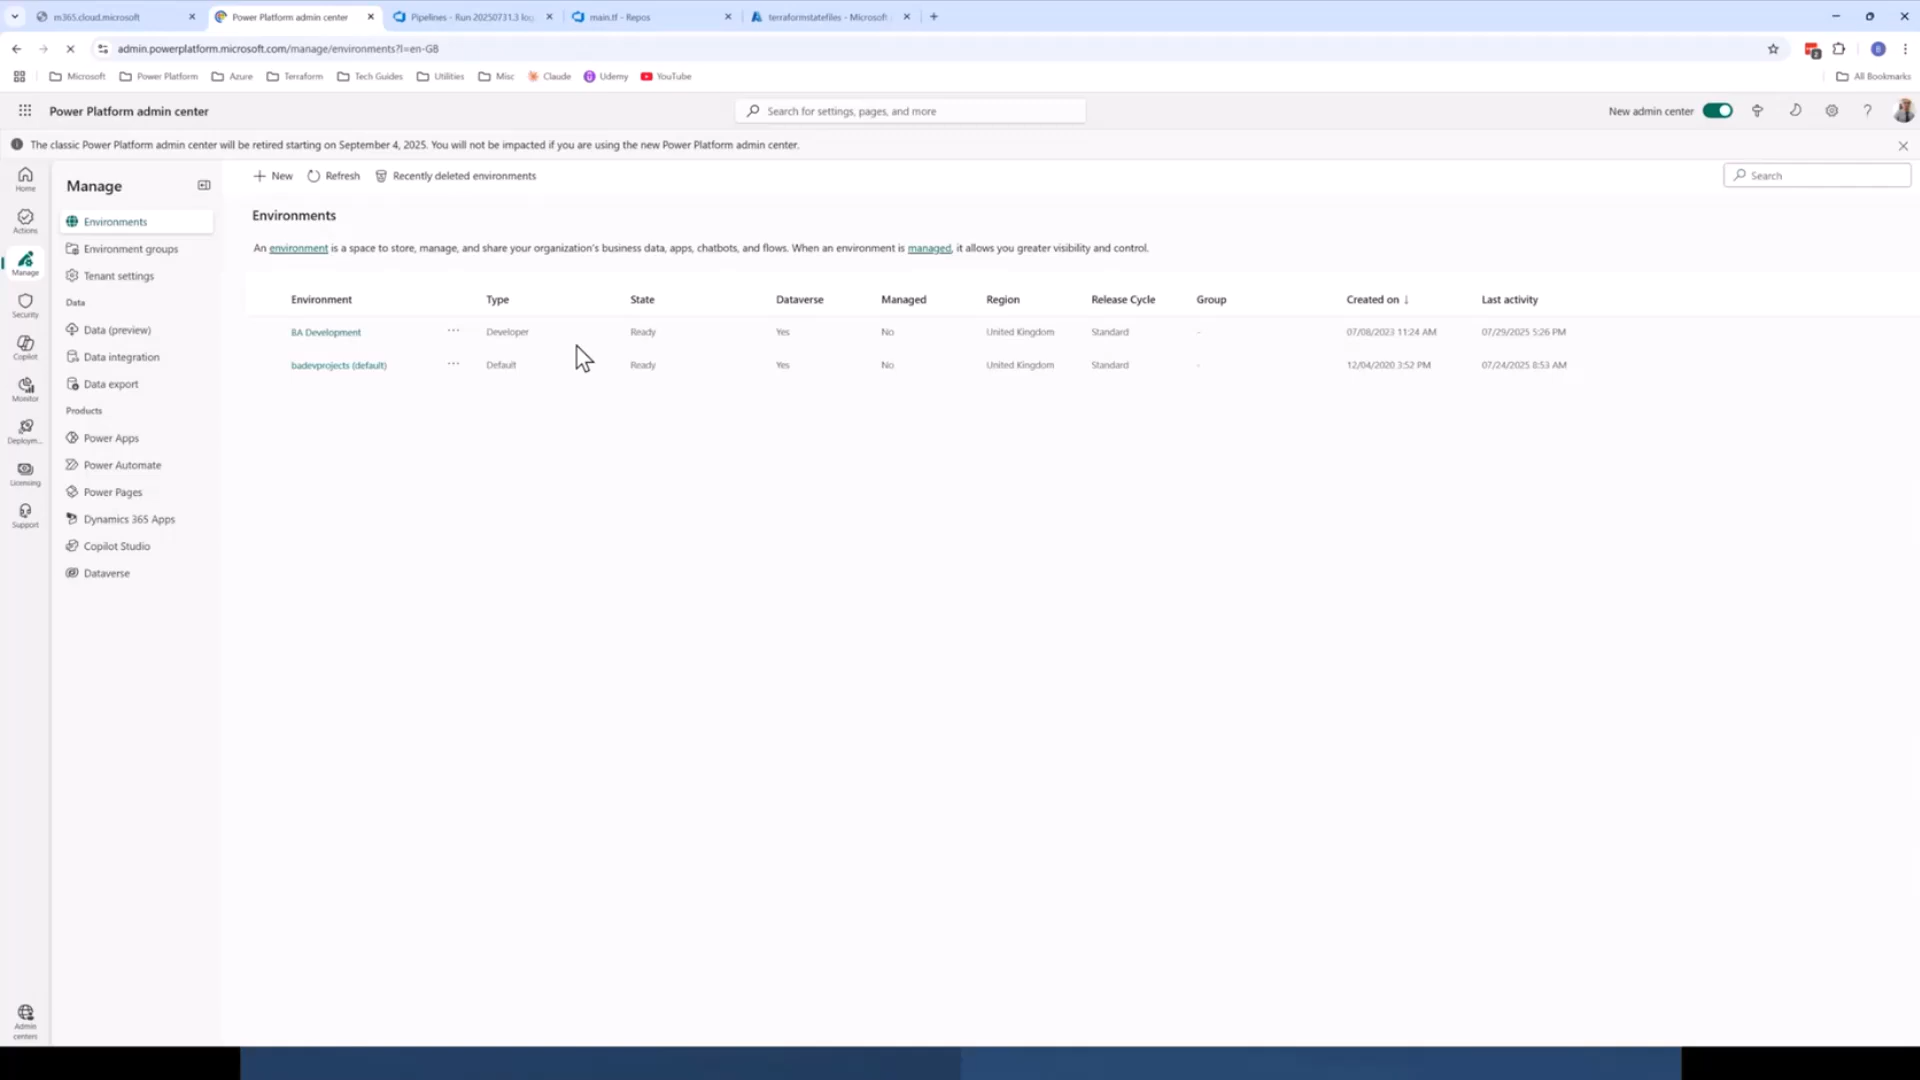 m365.cloud.microsoft
Power Platform admin center
Pipelines - Run 20250731.3 log
main.tf - Repos
terraformstatefiles - Microsoft
admin.powerplatform.microsoft.com/manage/environments?l=en-GB
Microsoft
Power Platform
Azure
Terraform
Tech Guides
Utilities
Misc
Claude
Udemy
YouTube
All Bookmarks
Power Platform admin center
Search for settings, pages, and more
New admin center
The classic Power Platform admin center will be retired starting on September 4, 2025. You will not be impacted if you are using the new Power Platform admin center.
Home
Actions
Manage
Security
Copilot
Monitor
Deploym...
Licensing
Support
Admin
centers
Manage
Environments
Environment groups
Tenant settings
Data
Data (preview)
Data integration
Data export
Products
Power Apps
Power Automate
Power Pages
Dynamics 365 Apps
Copilot Studio
Dataverse
New
Refresh
Recently deleted environments
Search
Environments
An environment is a space to store, manage, and share your organization's business data, apps, chatbots, and flows. When an environment is managed, it allows you greater visibility and control.
Environment Type State Dataverse Managed Region Release Cycle Group Created on ↓ Last activity
BA Development ... Developer Ready Yes No United Kingdom Standard - 07/08/2023 11:24 AM 07/29/2025 5:26 PM
badevprojects (default) ... Default Ready Yes No United Kingdom Standard - 12/04/2020 3:52 PM 07/24/2025 8:53 AM